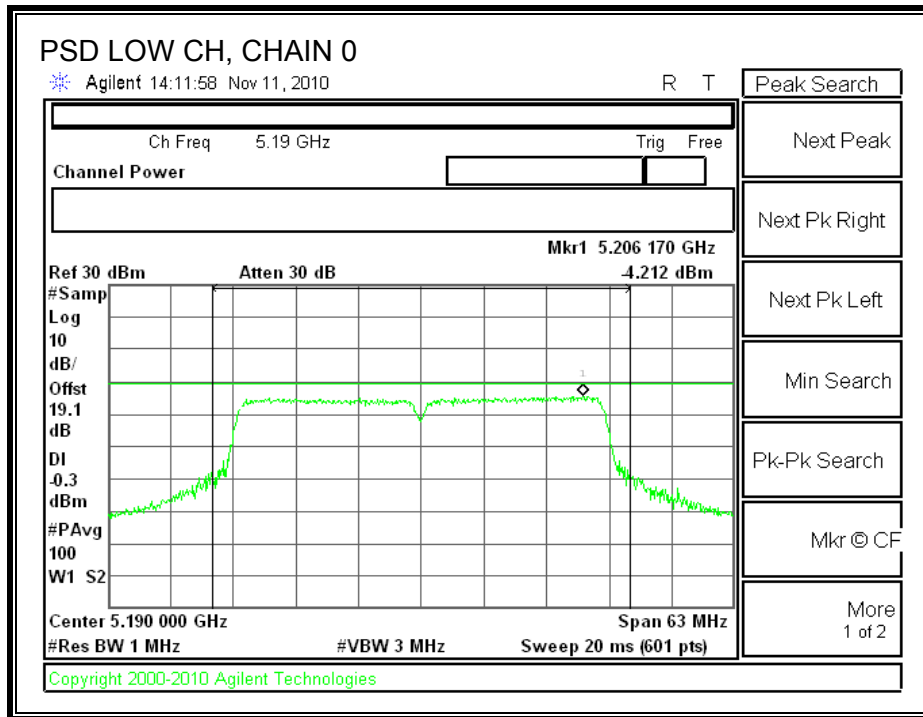 PSD LOW CH, CHAIN 0
Agilent 14:11:58 Nov 11, 2010
R T
Peak Search
Ch Freq 5.19 GHz
Trig Free
Channel Power
Next Peak
Next Pk Right
Mkr1 5.206 170 GHz
Ref 30 dBm
Atten 30 dB
-4.212 dBm
#Samp
Log
10
dB/
Offst
19.1
dB
DI
-0.3
dBm
#PAvg
100
W1 S2
1
Next Pk Left
Min Search
Pk-Pk Search
Mkr © CF
More
1 of 2
Center 5.190 000 GHz
Span 63 MHz
#Res BW 1 MHz
#VBW 3 MHz
Sweep 20 ms (601 pts)
Copyright 2000-2010 Agilent Technologies